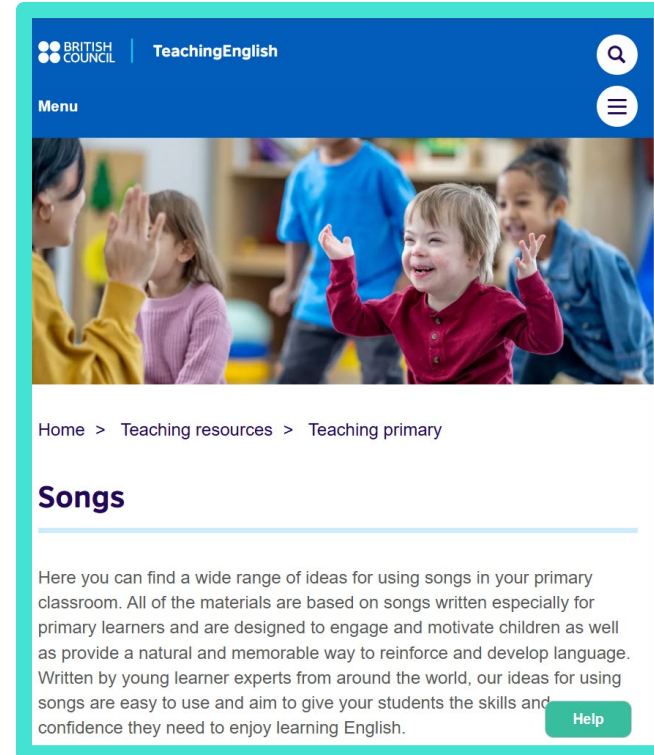 BRITISH
COUNCIL
TeachingEnglish
Menu
Home > Teaching resources > Teaching primary
Songs
Here you can find a wide range of ideas for using songs in your primary
classroom. All of the materials are based on songs written especially for
primary learners and are designed to engage and motivate children as well
as provide a natural and memorable way to reinforce and develop language.
Written by young learner experts from around the world, our ideas for using
songs are easy to use and aim to give your students the skills and
confidence they need to enjoy learning English.
Help